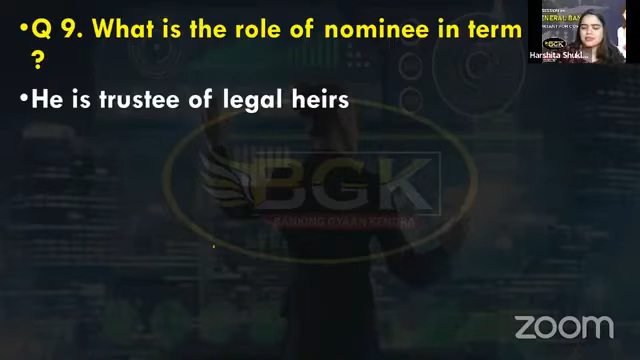 •Q 9. What is the role of nominee in term
?
•He is trustee of legal heirs
BGK
BANKING GYAAN KENDRA
BGK
Harshita Shukl...
zoom